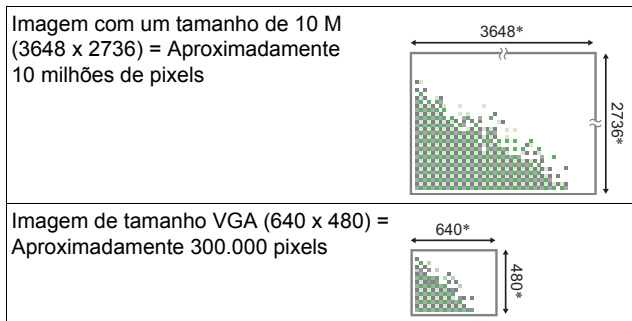 Imagem com um tamanho de 10 M
(3648 x 2736) = Aproximadamente
10 milhões de pixels
3648*
2736*
Imagem de tamanho VGA (640 x 480) =
Aproximadamente 300.000 pixels
640*
480*